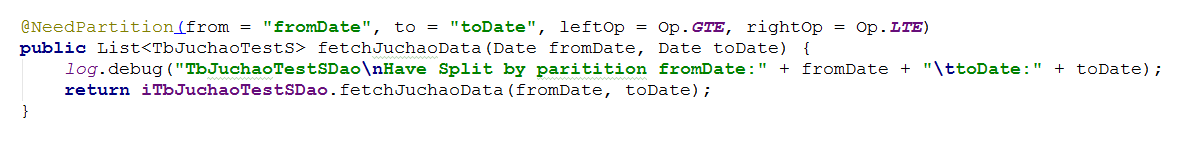 @NeedPartition(from = "fromDate", to = "toDate", leftOp = Op.GTE, rightOp = Op.LTE)
public List<TbJuchaoTestS> fetchJuchaoData(Date fromDate, Date toDate) {
    log.debug("TbJuchaoTestSDao\nHave Split by paritition fromDate:" + fromDate + "\ttoDate:" + toDate);
    return iTbJuchaoTestSDao.fetchJuchaoData(fromDate, toDate);
}